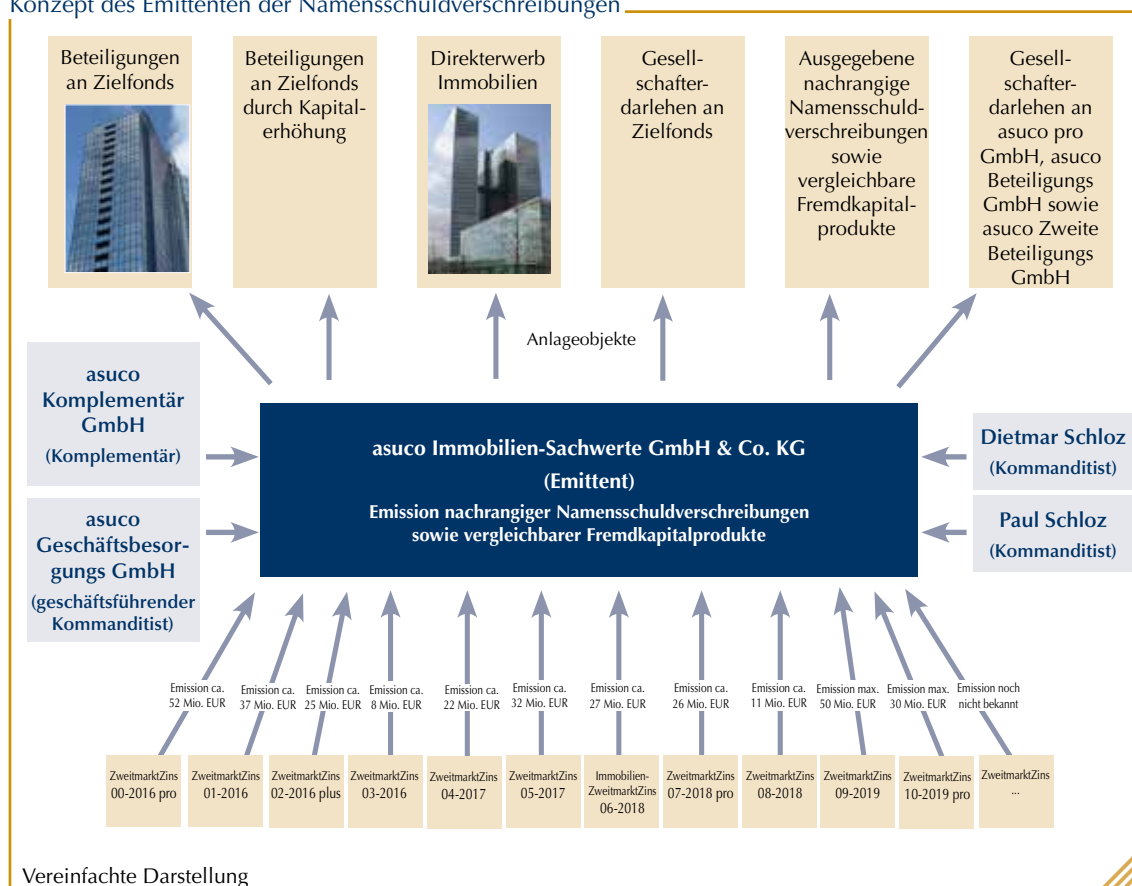 Konzept des Emittenten der Namensschuldverschreibungen
Beteiligungen
an Zielfonds
Beteiligungen
an Zielfonds
durch Kapital-
erhöhung
Direkterwerb
Immobilien
Gesell-
schafter-
darlehen an
Zielfonds
Ausgegebene
nachrangige
Namensschuld-
verschreibungen
sowie
vergleichbare
Fremdkapital-
produkte
Gesell-
schafter-
darlehen an
asuco pro
GmbH, asuco
Beteiligungs
GmbH sowie
asuco Zweite
Beteiligungs
GmbH
Anlageobjekte
asuco
Komplementär
GmbH
(Komplementär)
asuco
Geschäftsbesor-
gungs GmbH
(geschäftsführender
Kommanditist)
asuco Immobilien-Sachwerte GmbH & Co. KG
(Emittent)
Emission nachrangiger Namensschuldverschreibungen
sowie vergleichbarer Fremdkapitalprodukte
Dietmar Schloz
(Kommanditist)
Paul Schloz
(Kommanditist)
Emission ca.
52 Mio. EUR
Emission ca.
37 Mio. EUR
Emission ca.
25 Mio. EUR
Emission ca.
8 Mio. EUR
Emission ca.
22 Mio. EUR
Emission ca.
32 Mio. EUR
Emission ca.
27 Mio. EUR
Emission ca.
26 Mio. EUR
Emission ca.
11 Mio. EUR
Emission max.
50 Mio. EUR
Emission max.
30 Mio. EUR
Emission noch
nicht bekannt
ZweitmarktZins
00-2016 pro
ZweitmarktZins
01-2016
ZweitmarktZins
02-2016 plus
ZweitmarktZins
03-2016
ZweitmarktZins
04-2017
ZweitmarktZins
05-2017
Immobilien-
ZweitmarktZins
06-2018
ZweitmarktZins
07-2018 pro
ZweitmarktZins
08-2018
ZweitmarktZins
09-2019
ZweitmarktZins
10-2019 pro
ZweitmarktZins
...
Vereinfachte Darstellung